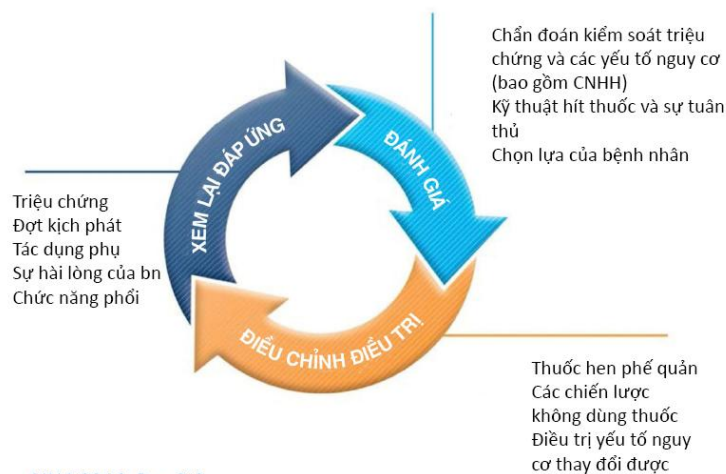 Chẩn đoán kiểm soát triệu
chứng và các yếu tố nguy cơ
(bao gồm CNHH)
Kỹ thuật hít thuốc và sự tuân
thủ
Chọn lựa của bệnh nhân
ĐÁNH GIÁ
XEM LẠI ĐÁP ỨNG
Triệu chứng
Đợt kịch phát
Tác dụng phụ
Sự hài lòng của bn
Chức năng phổi
ĐIỀU CHỈNH ĐIỀU TRỊ
Thuốc hen phế quản
Các chiến lược
không dùng thuốc
Điều trị yếu tố nguy
cơ thay đổi được